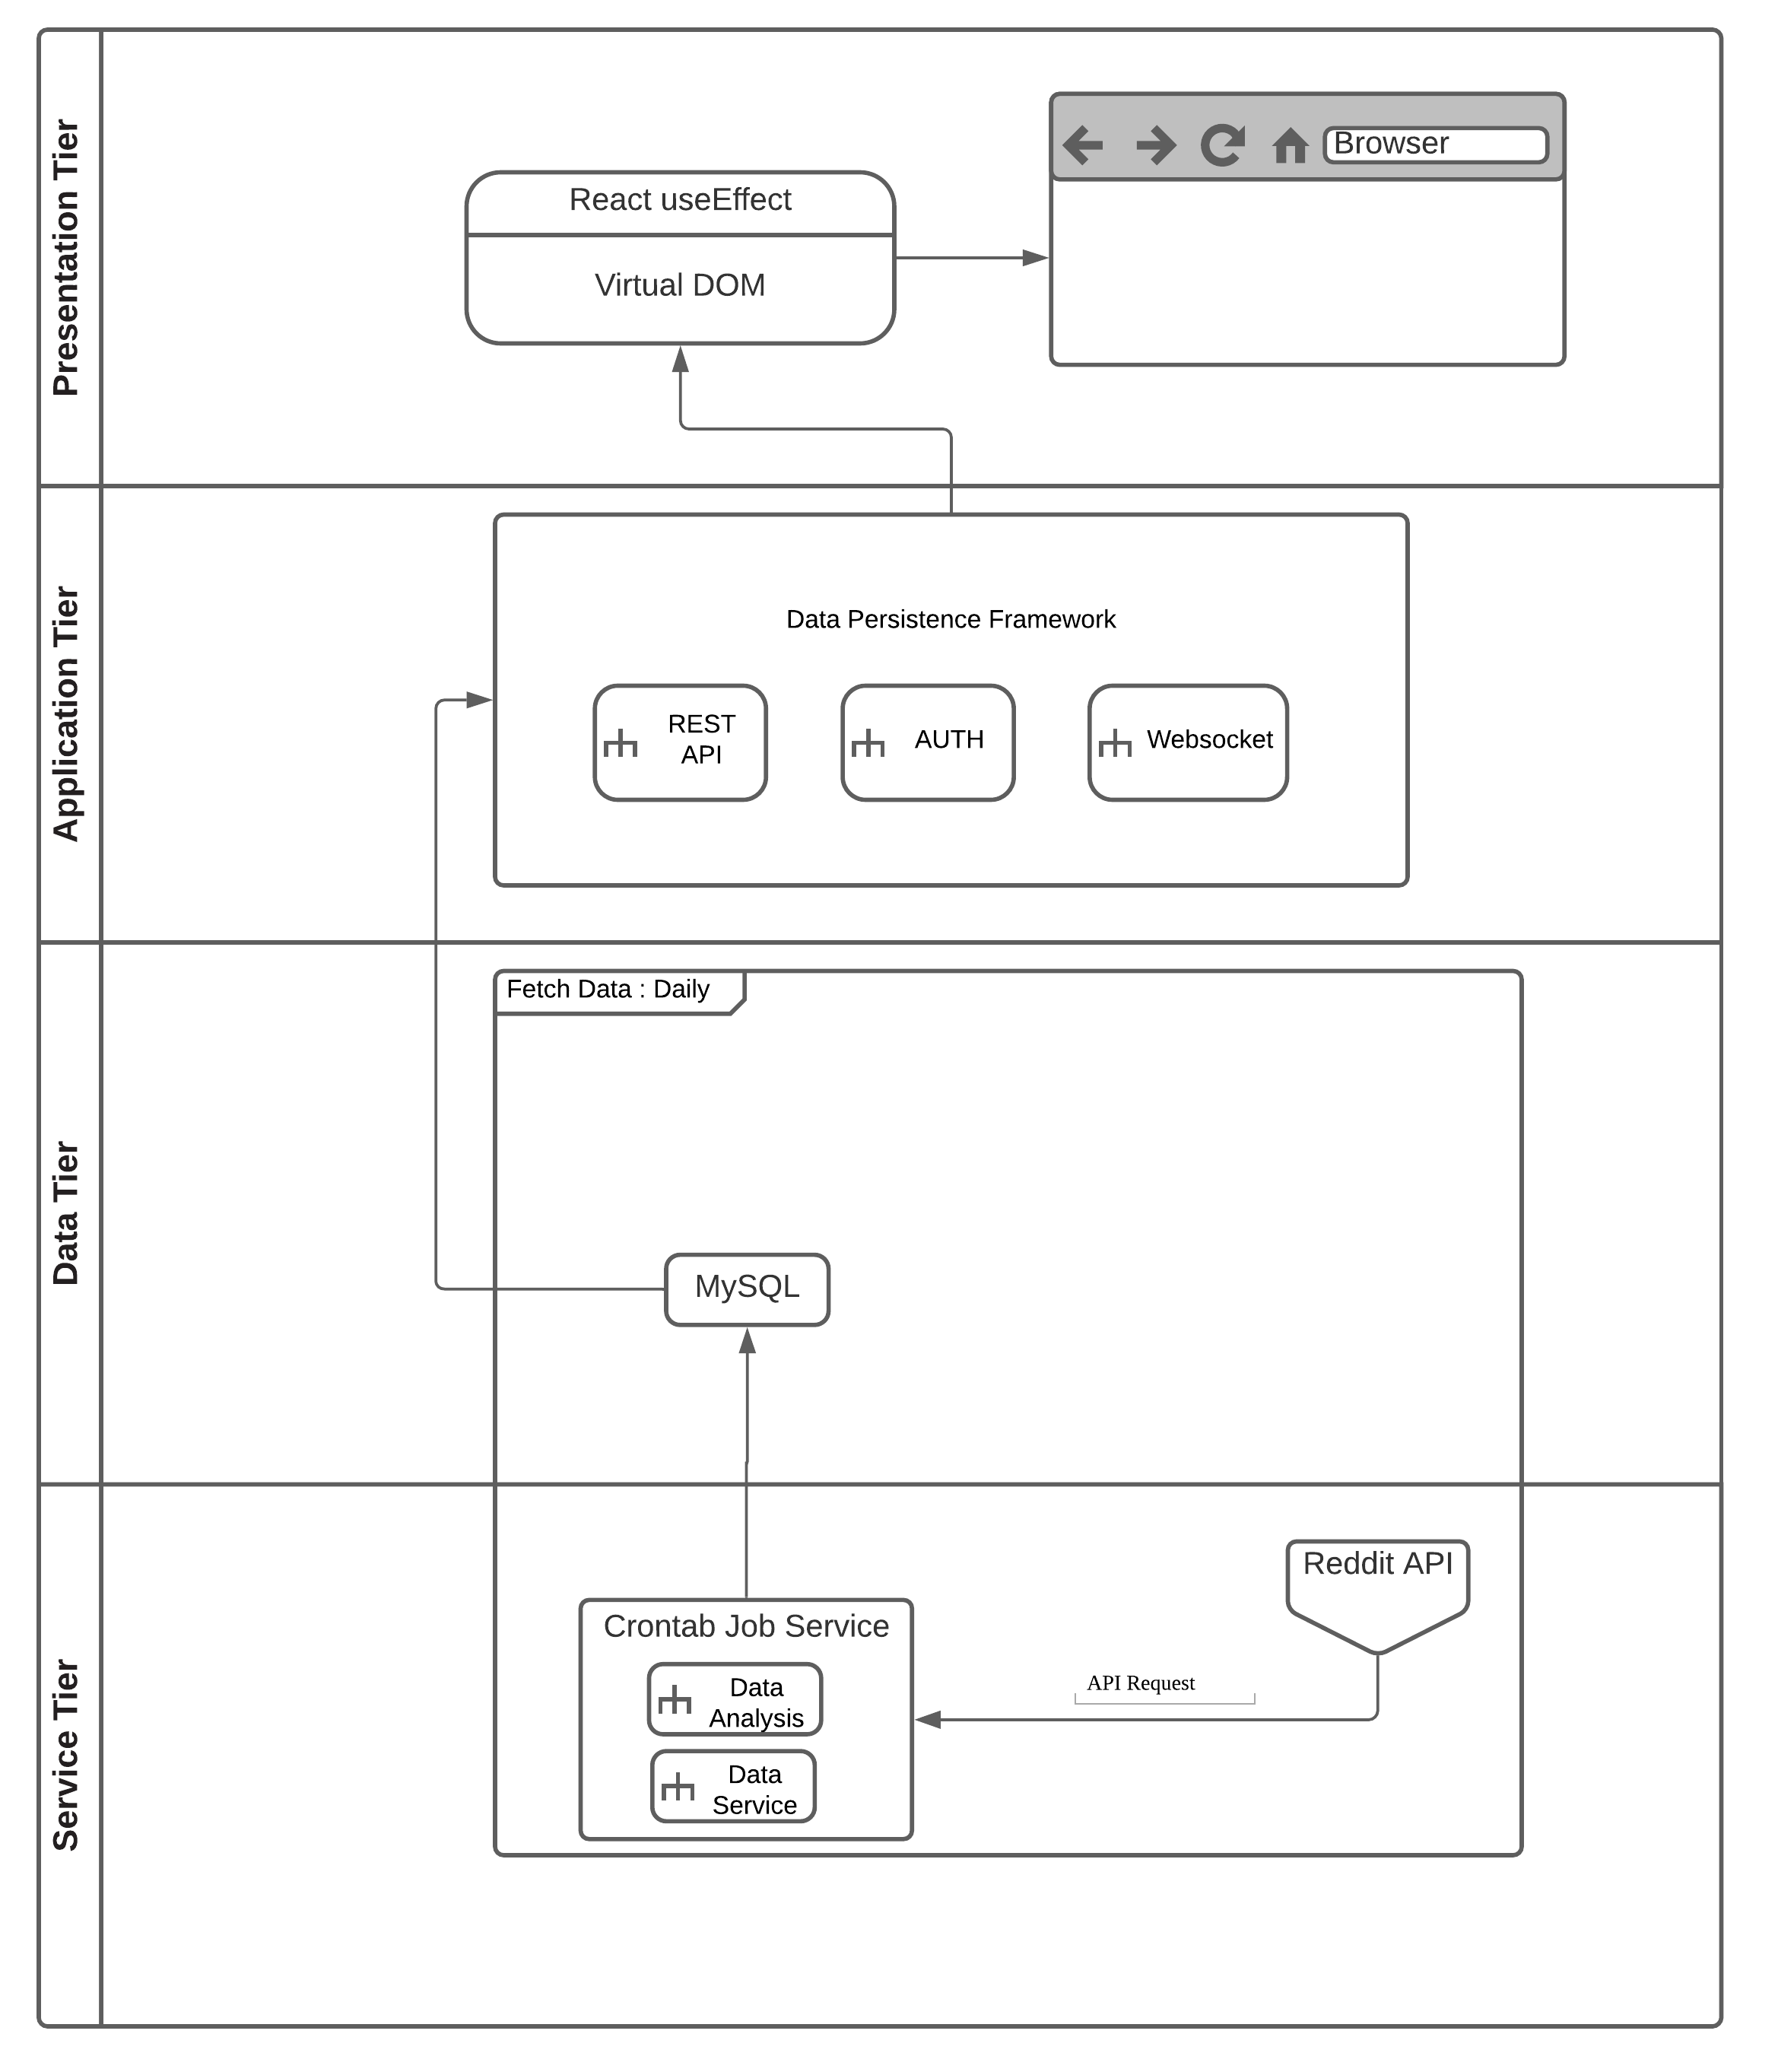 Presentation Tier
React useEffect
Virtual DOM
Browser
Application Tier
Data Persistence Framework
REST
API
AUTH
Websocket
Data Tier
Fetch Data : Daily
MySQL
Service Tier
Reddit API
Crontab Job Service
API Request
Data
Analysis
Data
Service